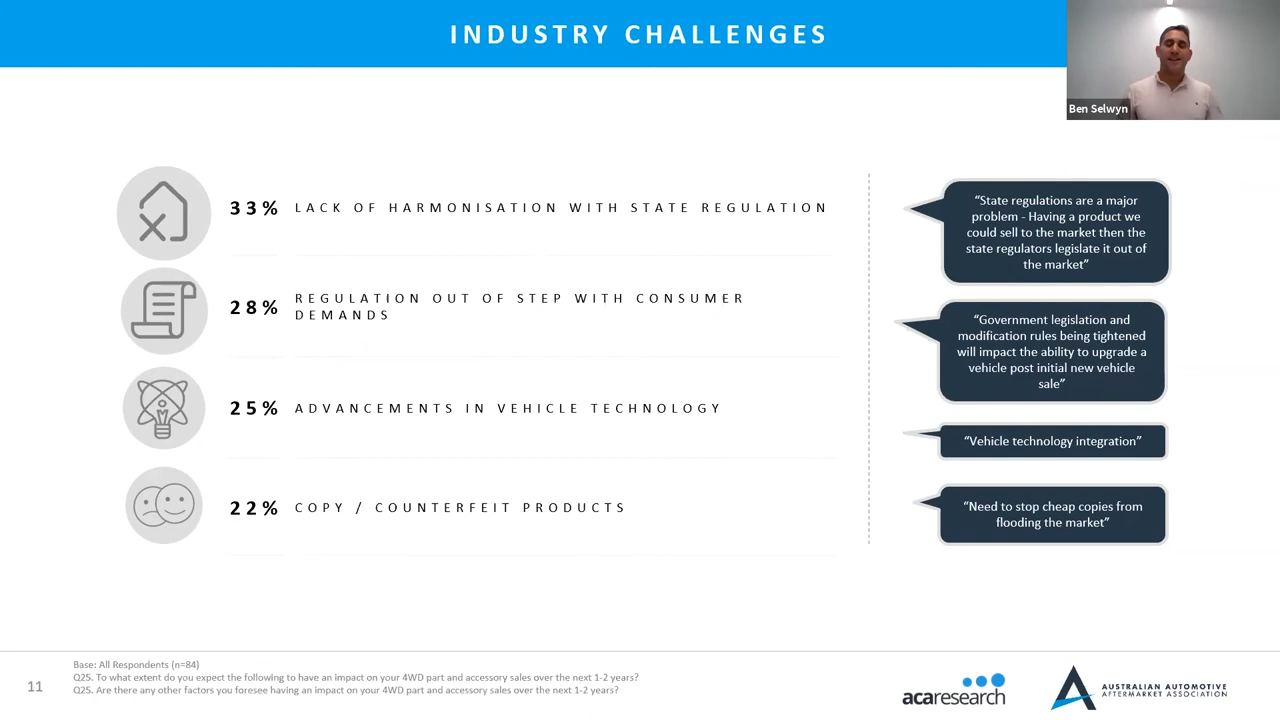 INDUSTRY CHALLENGES
Ben Selwyn
33% LACK OF HARMONISATION WITH STATE REGULATION
28% REGULATION OUT OF STEP WITH CONSUMER
DEMANDS
25% ADVANCEMENTS IN VEHICLE TECHNOLOGY
22% COPY / COUNTERFEIT PRODUCTS
“State regulations are a major
problem - Having a product we
could sell to the market then the
state regulators legislate it out of
the market”
“Government legislation and
modification rules being tightened
will impact the ability to upgrade a
vehicle post initial new vehicle
sale”
“Vehicle technology integration”
“Need to stop cheap copies from
flooding the market”
Base: All Respondents (n=84)
Q25. To what extent do you expect the following to have an impact on your 4WD part and accessory sales over the next 1-2 years?
Q25. Are there any other factors you foresee having an impact on your 4WD part and accessory sales over the next 1-2 years?
11
acaresearch
AUSTRALIAN AUTOMOTIVE
AFTERMARKET ASSOCIATION